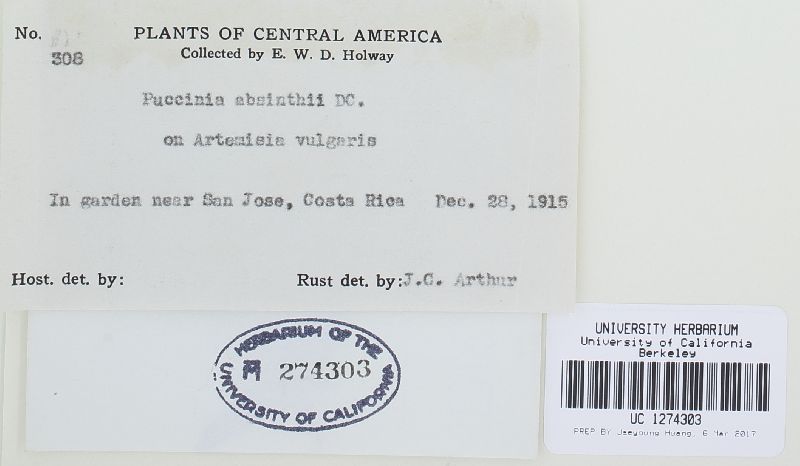 No. 308
PLANTS OF CENTRAL AMERICA
Collected by E. W. D. Holway
Puccinia absinthii DC.
on Artemisia vulgaris
In garden near San Jose, Costa Rica Dec. 28, 1915
Host. det. by:
Rust det. by: J.C. Arthur
HERBARIUM OF THE
M 274303
UNIVERSITY OF CALIFORNIA
UNIVERSITY HERBARIUM
University of California
Berkeley
UC 1274303
PREP BY Jaeyoung Huang, 6 Mar 2017